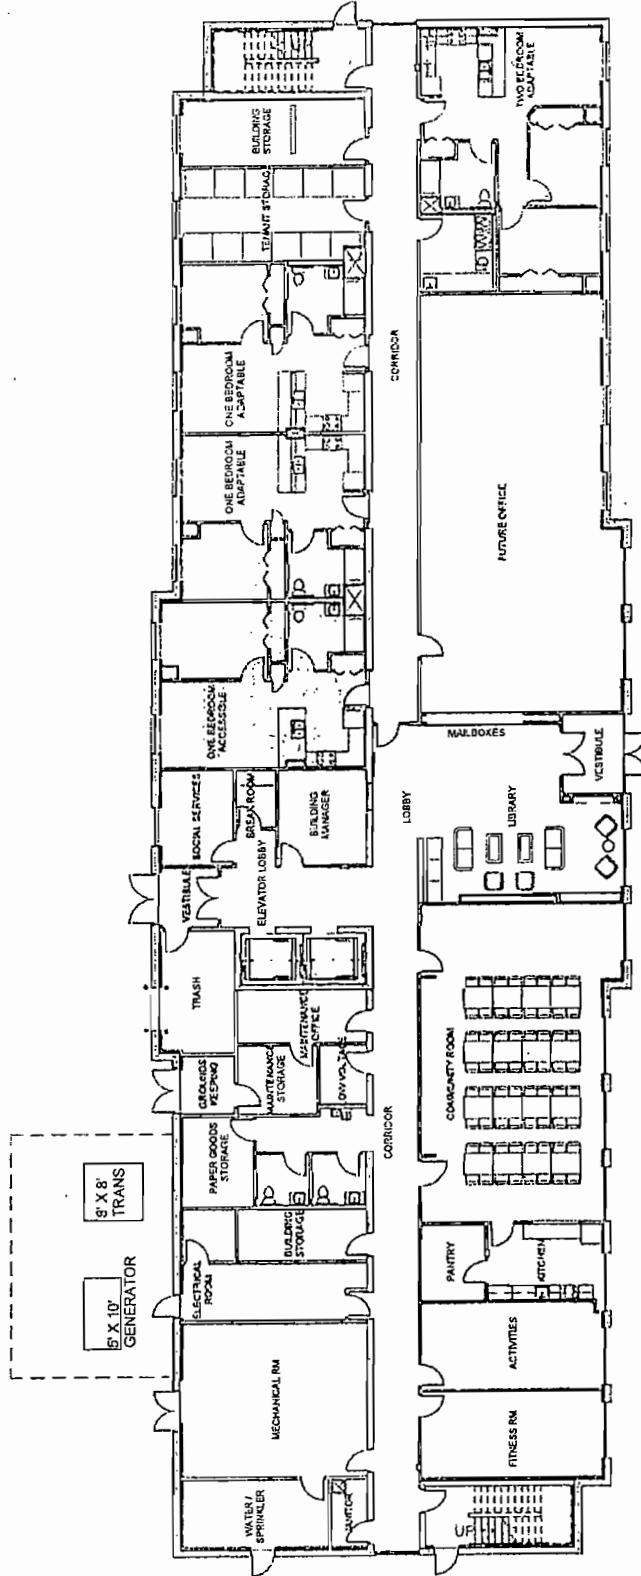 BUILDING
STORAGE
TWO BEDROOM
ADAPTABLE
TENANT STORAGE
ONE BEDROOM
ADAPTABLE
CORRIDOR
ONE BEDROOM
ADAPTABLE
FUTURE OFFICE
ONE BEDROOM
ACCESSIBLE
MAILBOXES
VESTIBULE
SOCIAL SERVICES
BREAK ROOM
BUILDING
MANAGER
LOBBY
LIBRARY
VESTIBULE
ELEVATOR LOBBY
TRASH
MAINTENANCE
OFFICE
GROUNDS
KEEPING
MAINTENANCE
STORAGE
LOW VOLTAGE
COMMUNITY ROOM
CORRIDOR
PAPER GOODS
STORAGE
8' X 8'
TRANS
BUILDING
STORAGE
PANTRY
KITCHEN
ELECTRICAL
ROOM
5' X 10'
GENERATOR
ACTIVITIES
MECHANICAL RM
FITNESS RM
WATER /
SPRINKLER
JANITOR
UP